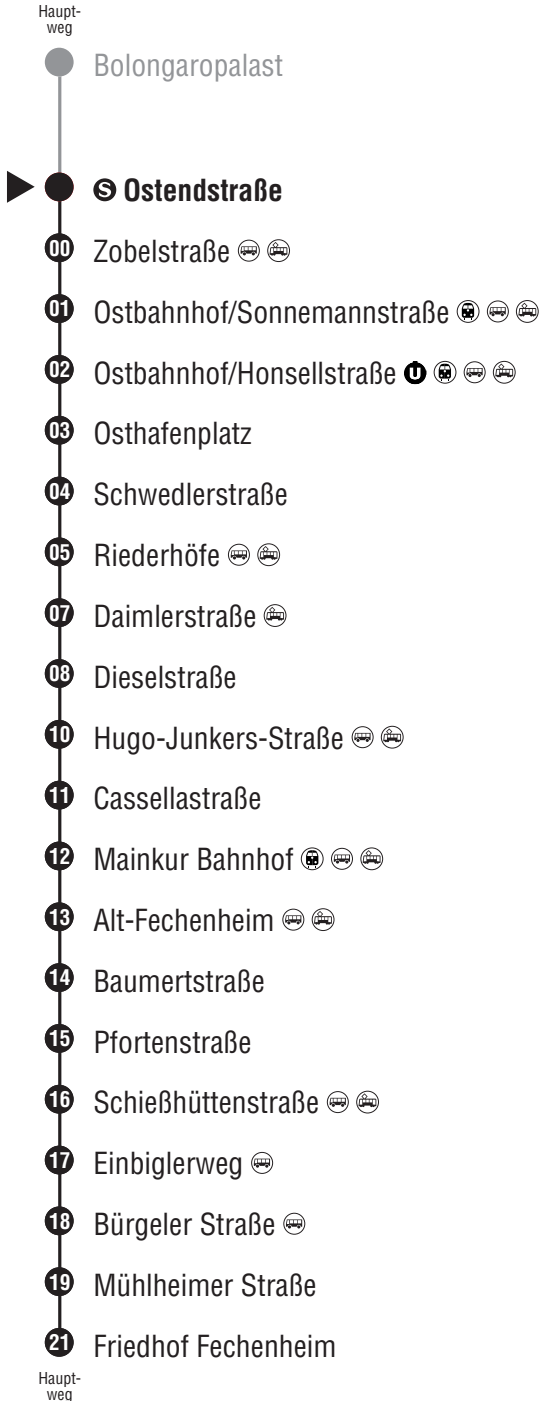 Haupt-
weg
Bolongaropalast
S Ostendstraße
00 Zobelstraße
01 Ostbahnhof/Sonnemannstraße
02 Ostbahnhof/Honsellstraße U
03 Osthafenplatz
04 Schwedlerstraße
05 Riederhöfe
07 Daimlerstraße
08 Dieselstraße
10 Hugo-Junkers-Straße
11 Cassellastraße
12 Mainkur Bahnhof
13 Alt-Fechenheim
14 Baumertstraße
15 Pfortenstraße
16 Schießhüttenstraße
17 Einbiglerweg
18 Bürgeler Straße
19 Mühlheimer Straße
21 Friedhof Fechenheim
Haupt-
weg